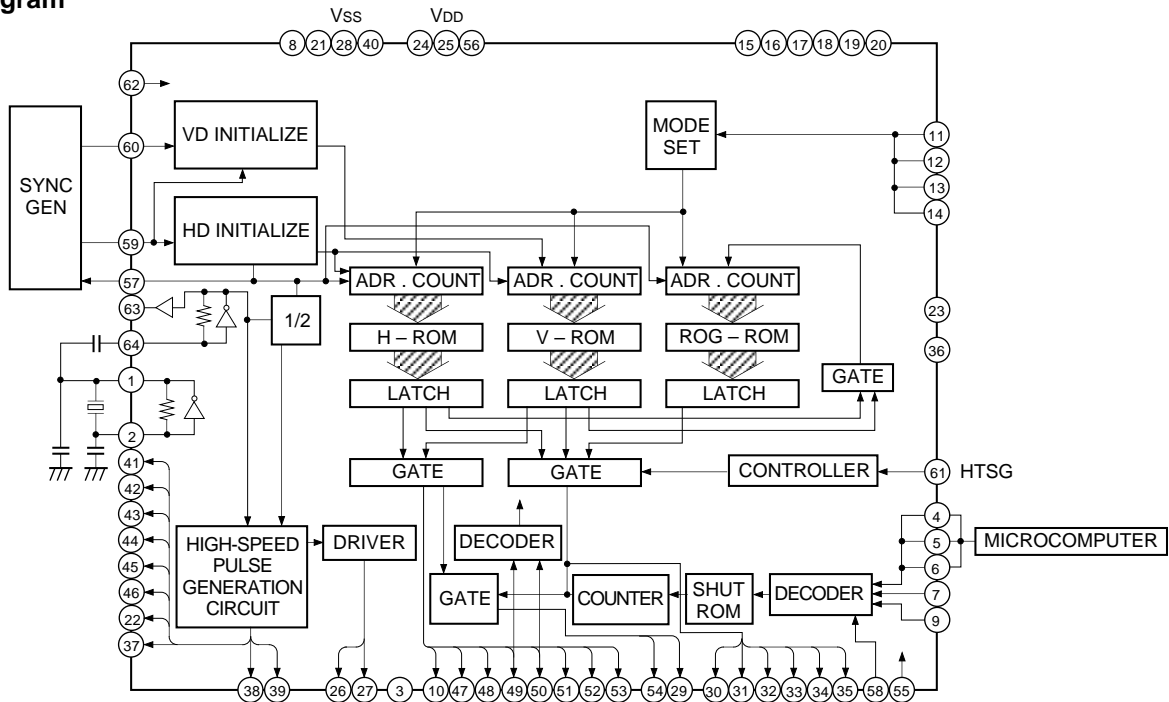 gram
VSS VDD
8 21 28 40 24 25 56 15 16 17 18 19 20
62
SYNC
GEN
60
VD INITIALIZE
MODE
SET
11
12
13
14
59
HD INITIALIZE
57
ADR . COUNT ADR . COUNT ADR . COUNT
63
1/2
H – ROM V – ROM ROG – ROM
23
64
36
1
LATCH LATCH LATCH
GATE
2
41
GATE GATE CONTROLLER 61 HTSG
42
43
44
45
46
22
37
HIGH-SPEED
PULSE
GENERATION
CIRCUIT
DRIVER
DECODER
4
5
6
7
9
MICROCOMPUTER
GATE COUNTER
SHUT
ROM
DECODER
38 39 26 27 3 10 47 48 49 50 51 52 53 54 29 30 31 32 33 34 35 58 55